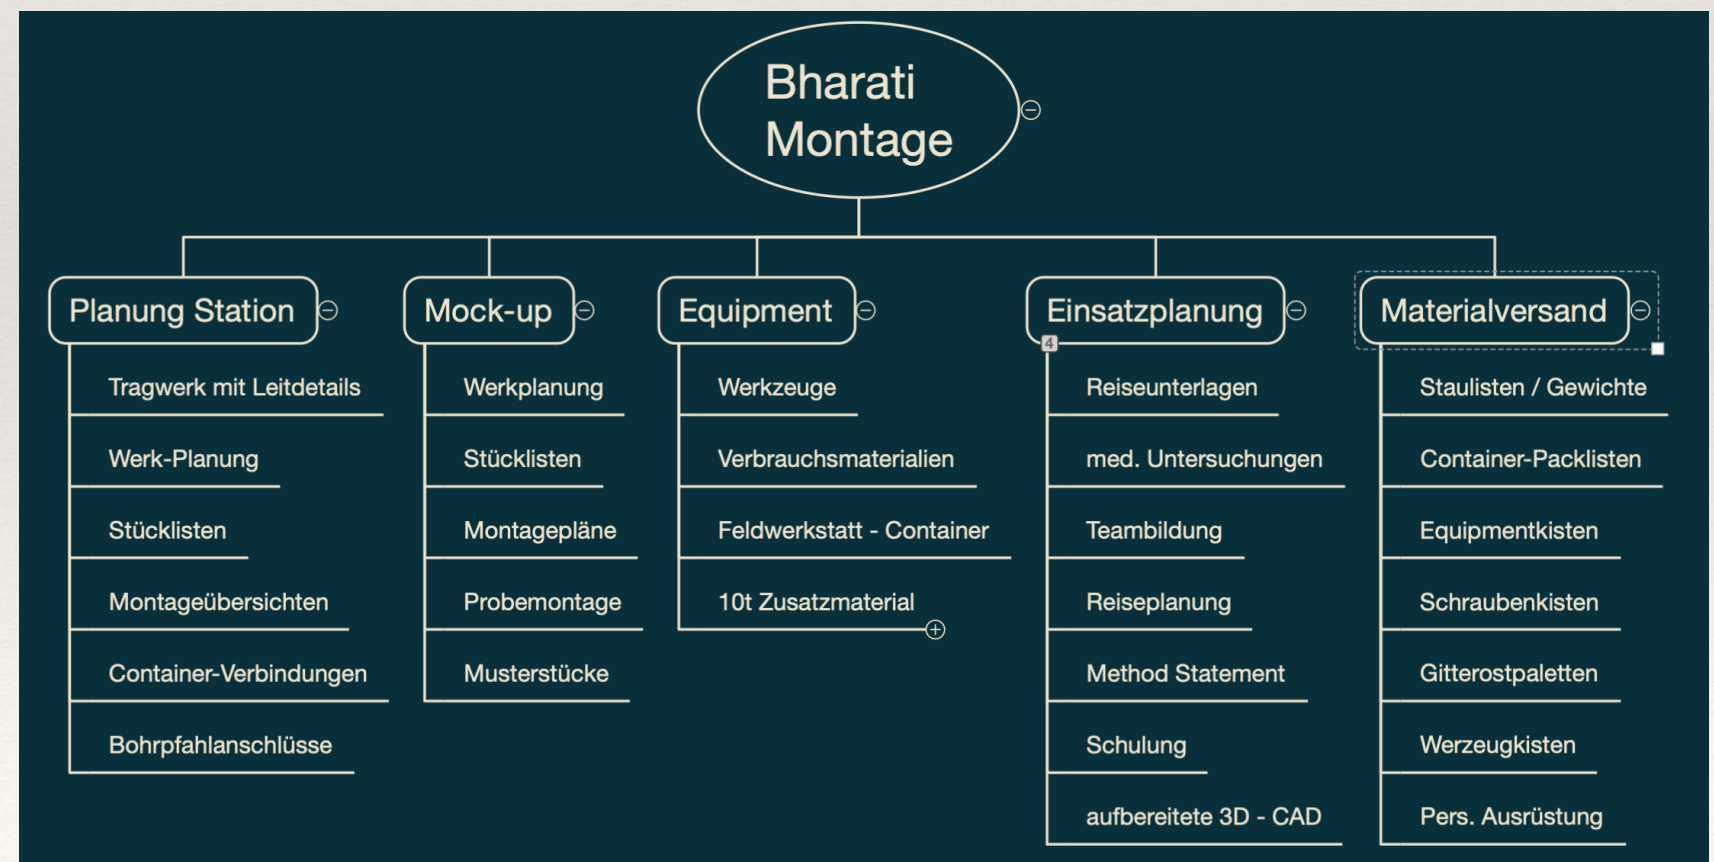 Bharati
Montage
Planung Station
Tragwerk mit Leitdetails
Werk-Planung
Stücklisten
Montageübersichten
Container-Verbindungen
Bohrpfahlanschlüsse
Mock-up
Werkplanung
Stücklisten
Montagepläne
Probemontage
Musterstücke
Equipment
Werkzeuge
Verbrauchsmaterialien
Feldwerkstatt - Container
10t Zusatzmaterial
Einsatzplanung
4
Reiseunterlagen
med. Untersuchungen
Teambildung
Reiseplanung
Method Statement
Schulung
aufbereitete 3D - CAD
Materialversand
Staulisten / Gewichte
Container-Packlisten
Equipmentkisten
Schraubenkisten
Gitterostpaletten
Werzeugkisten
Pers. Ausrüstung